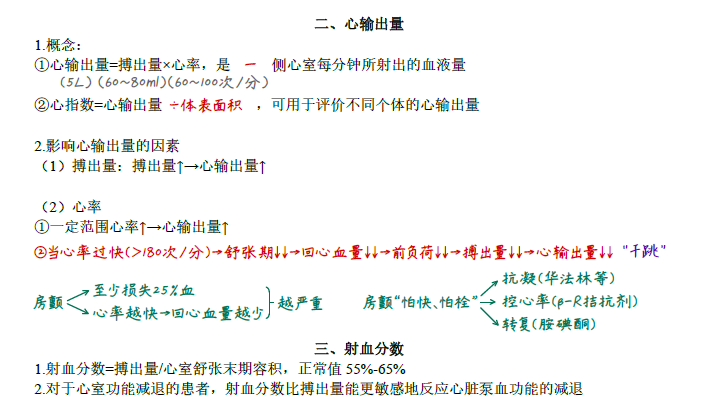 二、心输出量
1.概念：
①心输出量=搏出量×心率，是 一 侧心室每分钟所射出的血液量
(5L) (60~80ml)(60~100次/分)
②心指数=心输出量 ÷体表面积 ，可用于评价不同个体的心输出量
2.影响心输出量的因素
（1）搏出量：搏出量↑→心输出量↑
（2）心率
①一定范围心率↑→心输出量↑
②当心率过快(>180次/分)→舒张期↓↓→回心血量↓↓→前负荷↓↓→搏出量↓↓→心输出量↓↓ "干跳"
房颤
至少损失25%血
心率越快→回心血量越少
越严重
房颤"怕快、怕栓"
抗凝(华法林等)
控心率(β-R拮抗剂)
转复(胺碘酮)
三、射血分数
1.射血分数=搏出量/心室舒张末期容积，正常值 55%-65%
2.对于心室功能减退的患者，射血分数比搏出量能更敏感地反应心脏泵血功能的减退